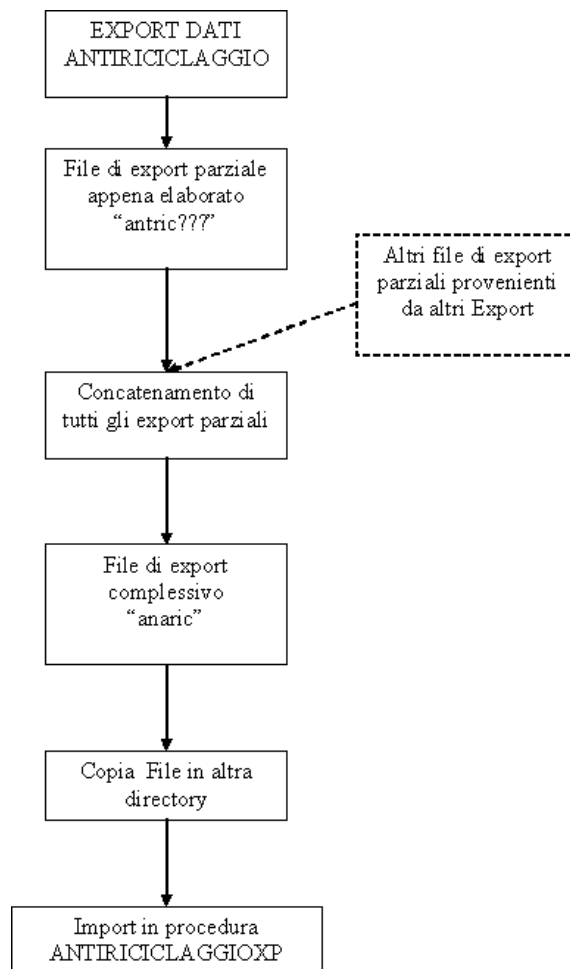 EXPORT DATI
ANTIRICICLAGGIO
File di export parziale
appena elaborato
“antric???”
Altri file di export
parziali provenienti
da altri Export
Concatenamento di
tutti gli export parziali
File di export
complessivo
“anaric”
Copia File in altra
directory
Import in procedura
ANTIRICICLAGGIOXP